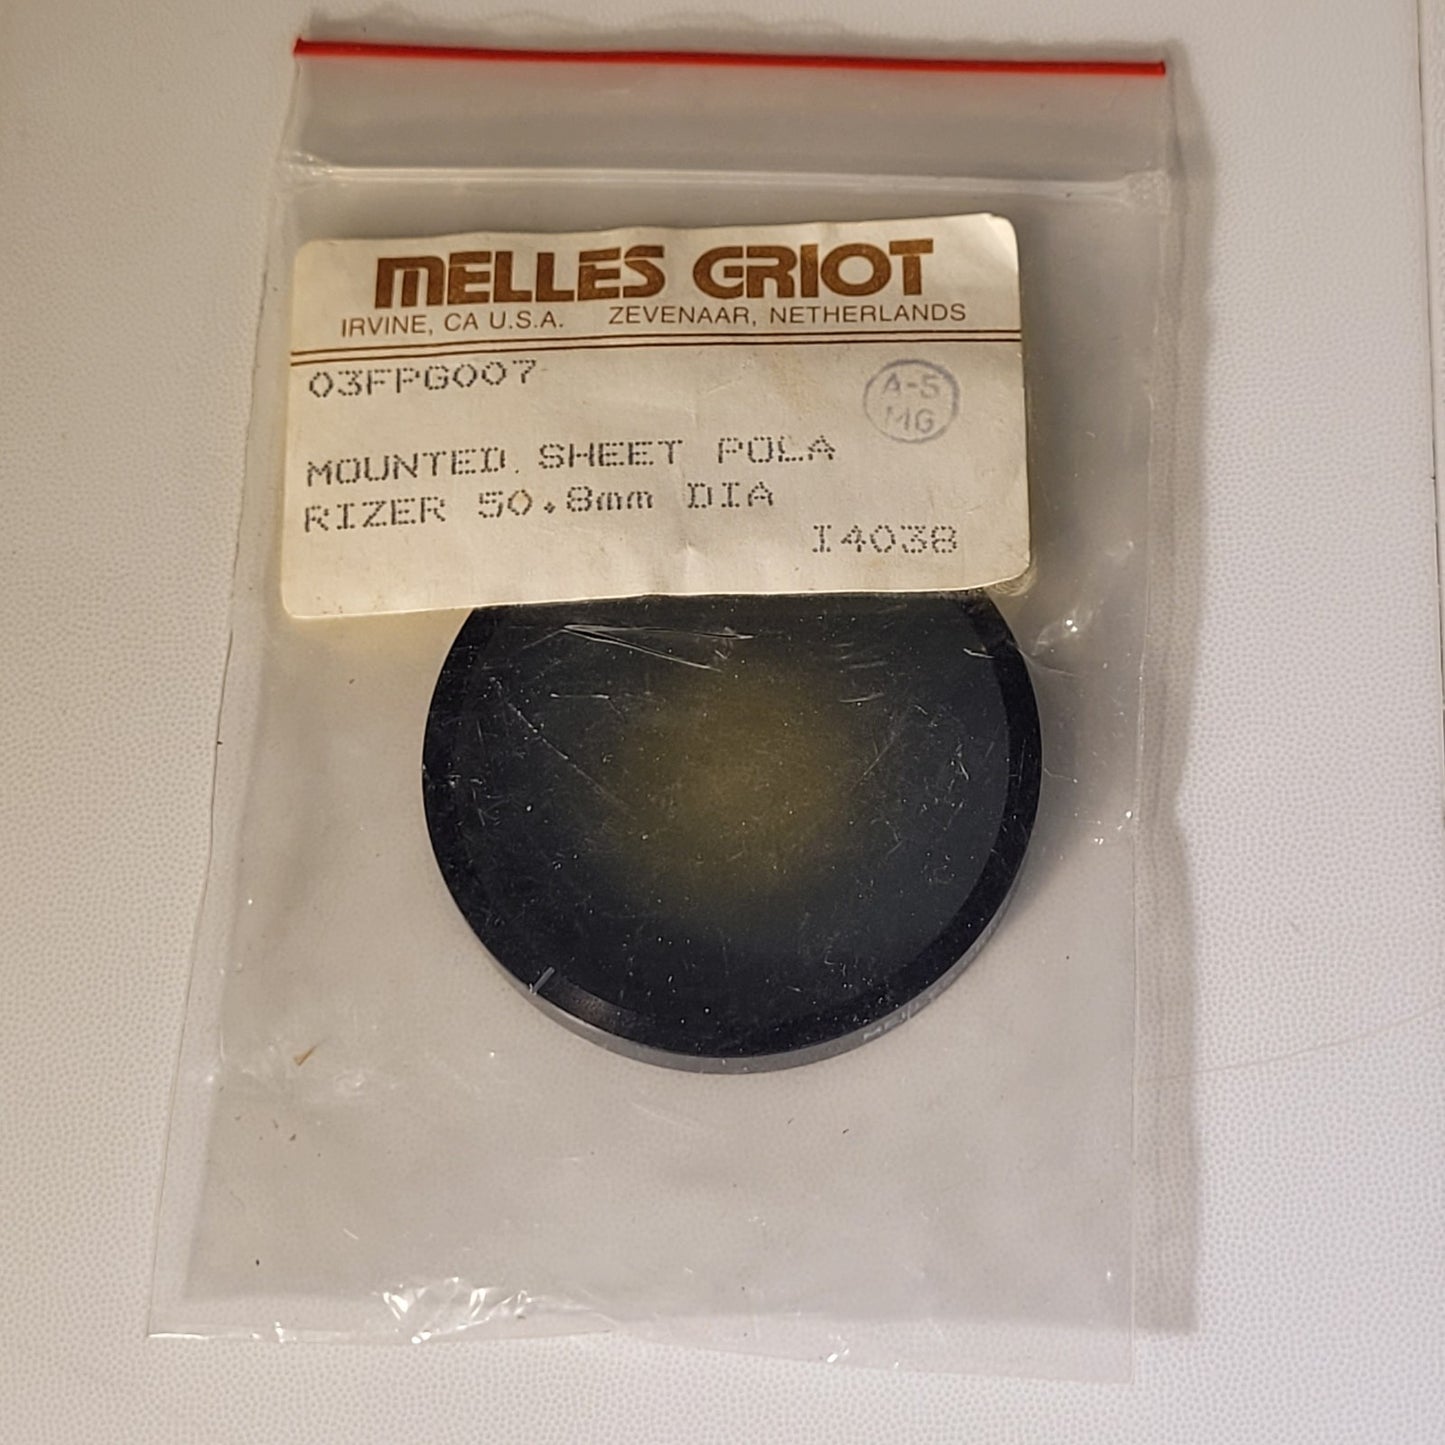 MELLES GRIOT
IRVINE, CA U.S.A. ZEVENAAR, NETHERLANDS
03FPG007
A-5
MG
MOUNTED SHEET POLA
RIZER 50.8mm DIA
I4038